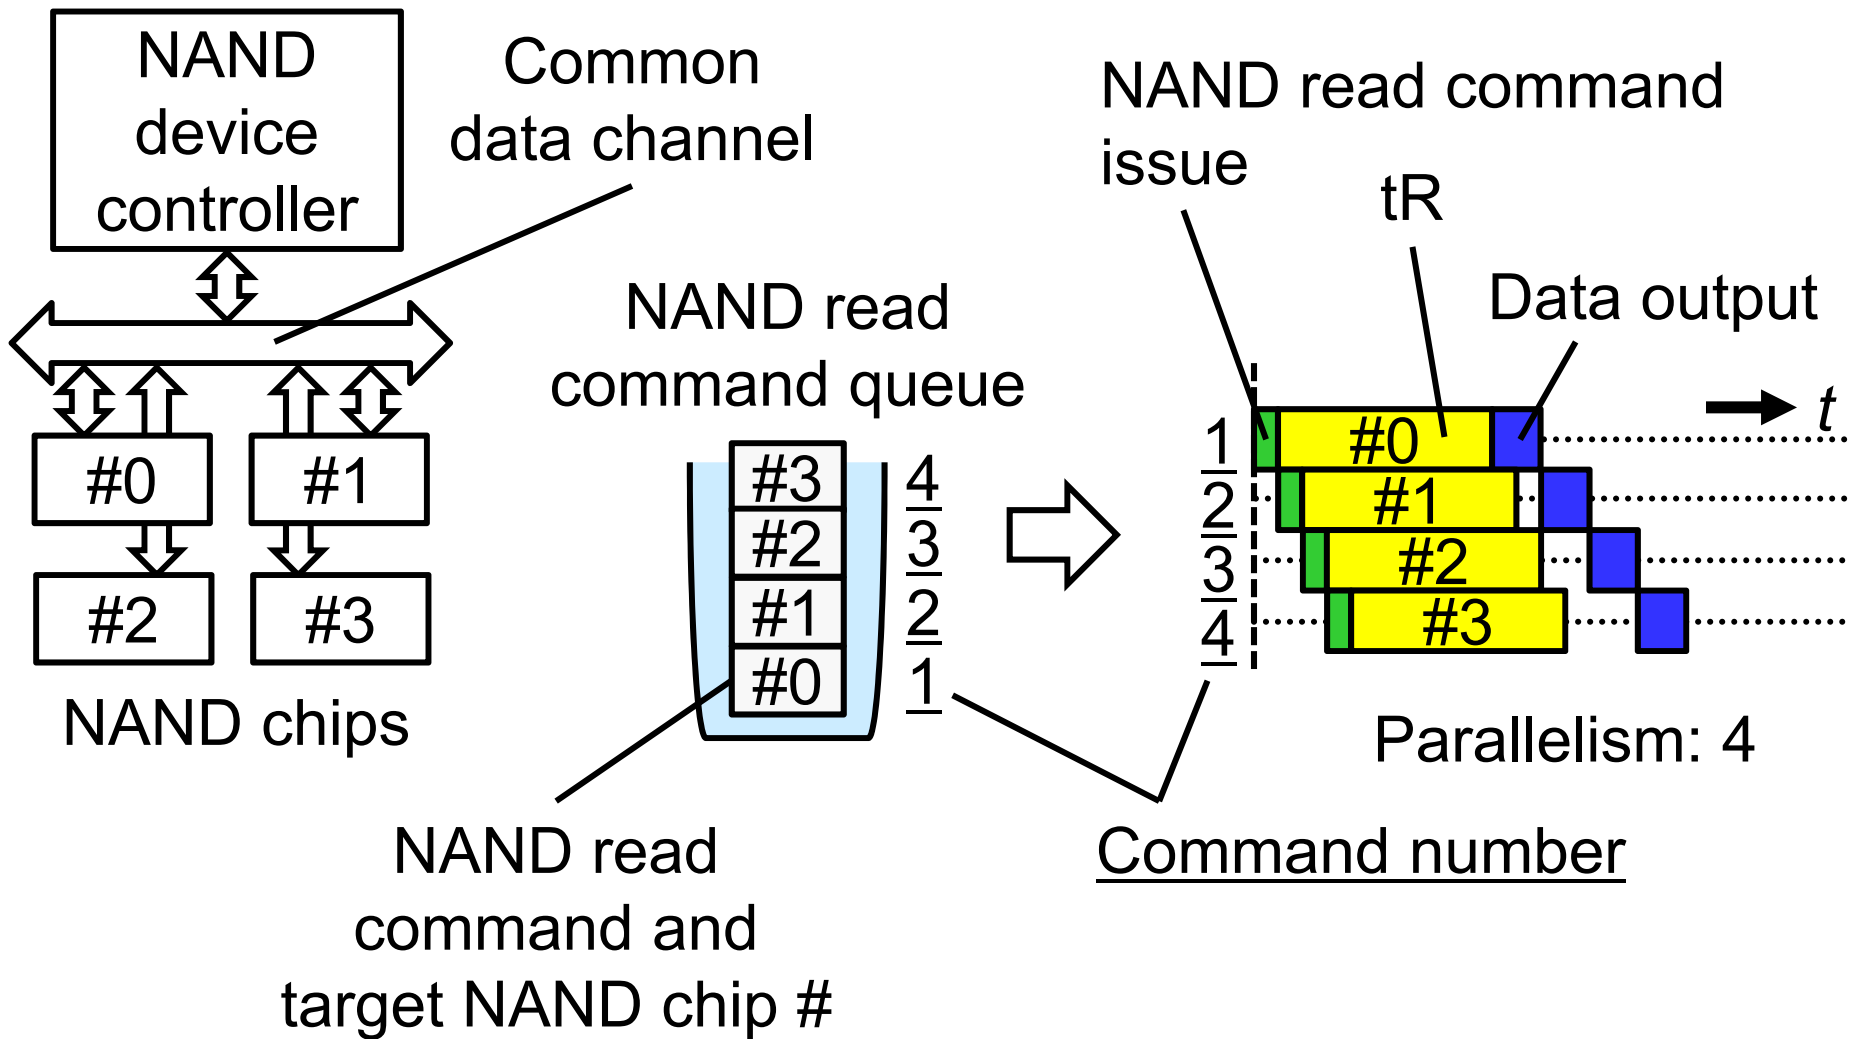 NAND
device
controller
Common
data channel
#0
#1
#2
#3
NAND chips
NAND read
command queue
#3 4
#2 3
#1 2
#0 1
NAND read
command and
target NAND chip #
NAND read command
issue
tR
Data output
t
1 #0
2 #1
3 #2
4 #3
Parallelism: 4
Command number